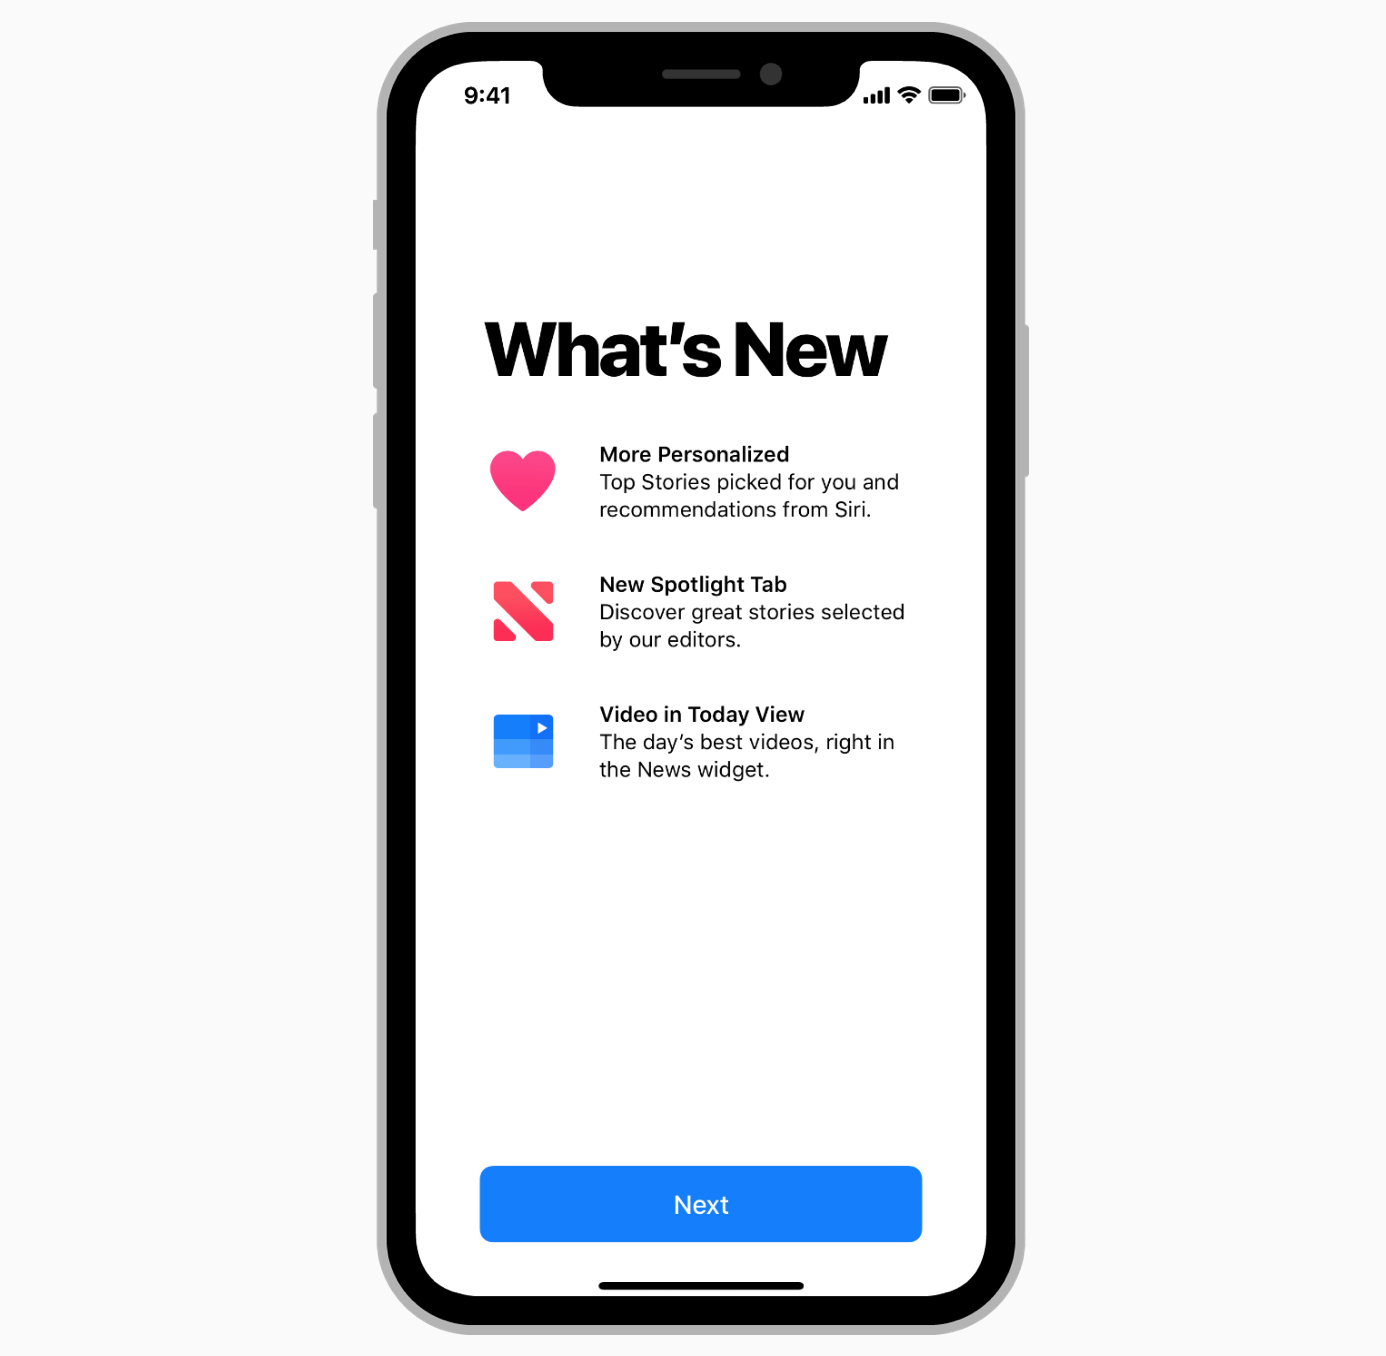 9:41
What’s New
More Personalized
Top Stories picked for you and
recommendations from Siri.
New Spotlight Tab
Discover great stories selected
by our editors.
Video in Today View
The day’s best videos, right in
the News widget.
Next